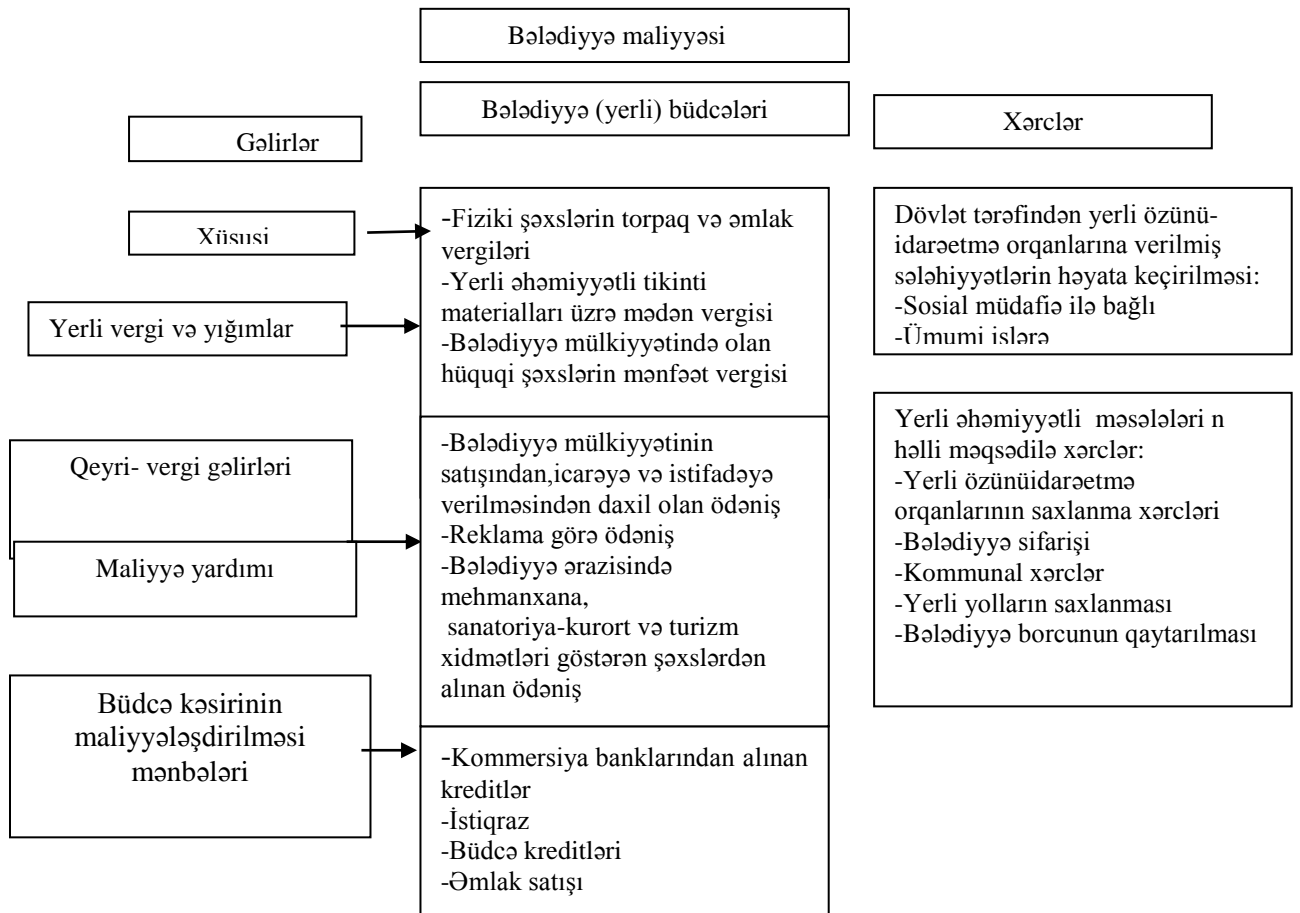 Bələdiyyə maliyyəsi
Bələdiyyə (yerli) büdcələri
Xərclər
Gəlirlər
Xüsusi
-Fiziki şəxslərin torpaq və əmlak
vergiləri
-Yerli əhəmiyyətli tikinti
materialları üzrə mədən vergisi
-Bələdiyyə mülkiyyətində olan
hüquqi şəxslərin mənfəət vergisi
Dövlət tərəfindən yerli özünü-
idarəetmə orqanlarına verilmiş
sələhiyyətlərin həyata keçirilməsi:
-Sosial müdafiə ilə bağlı
-Ümumi işlərə
Yerli vergi və yığımlar
Qeyri- vergi gəlirləri
Maliyyə yardımı
-Bələdiyyə mülkiyyətinin
satışından,icarəyə və istifadəyə
verilməsindən daxil olan ödəniş
-Reklama görə ödəniş
-Bələdiyyə ərazisində
mehmanxana,
sanatoriya-kurort və turizm
xidmətləri göstərən şəxslərdən
alınan ödəniş
Yerli əhəmiyyətli məsələləri n
həlli məqsədilə xərclər:
-Yerli özünüidarəetmə
orqanlarının saxlanma xərcləri
-Bələdiyyə sifarişi
-Kommunal xərclər
-Yerli yolların saxlanması
-Bələdiyyə borcunun qaytarılması
Büdcə kəsirinin
maliyyələşdirilməsi
mənbələri
-Kommersiya banklarından alınan
kreditlər
-İstiqraz
-Büdcə kreditləri
-Əmlak satışı